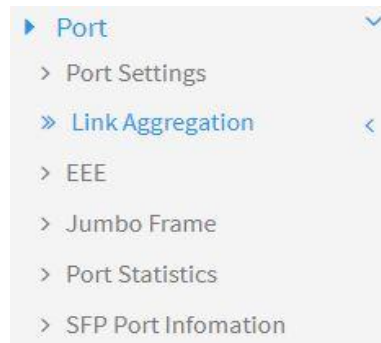 Port
Port Settings
Link Aggregation
EEE
Jumbo Frame
Port Statistics
SFP Port Infomation